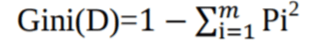 Gini(D)=1 − ∑ᵢ₌₁ᵐ Pi²